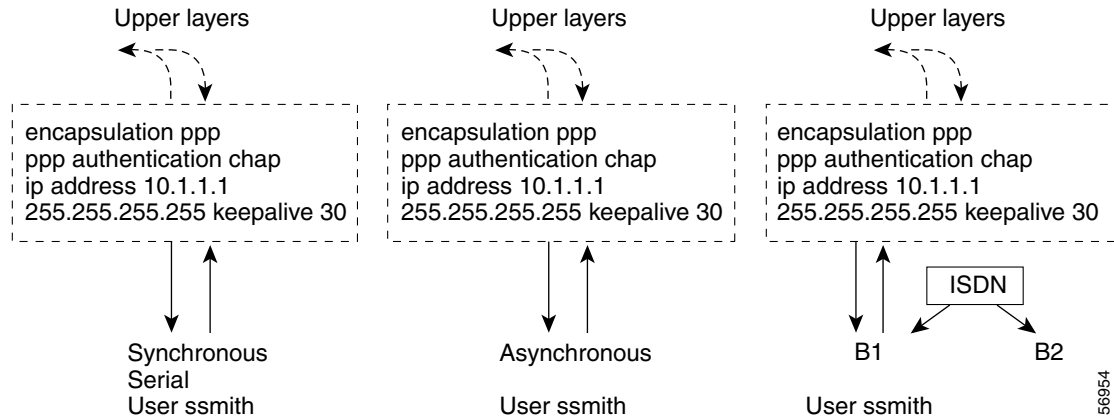 Upper layers
encapsulation ppp
ppp authentication chap
ip address 10.1.1.1
255.255.255.255 keepalive 30
Synchronous
Serial
User ssmith
Upper layers
encapsulation ppp
ppp authentication chap
ip address 10.1.1.1
255.255.255.255 keepalive 30
Asynchronous
User ssmith
Upper layers
encapsulation ppp
ppp authentication chap
ip address 10.1.1.1
255.255.255.255 keepalive 30
ISDN
B1
B2
User ssmith
56954